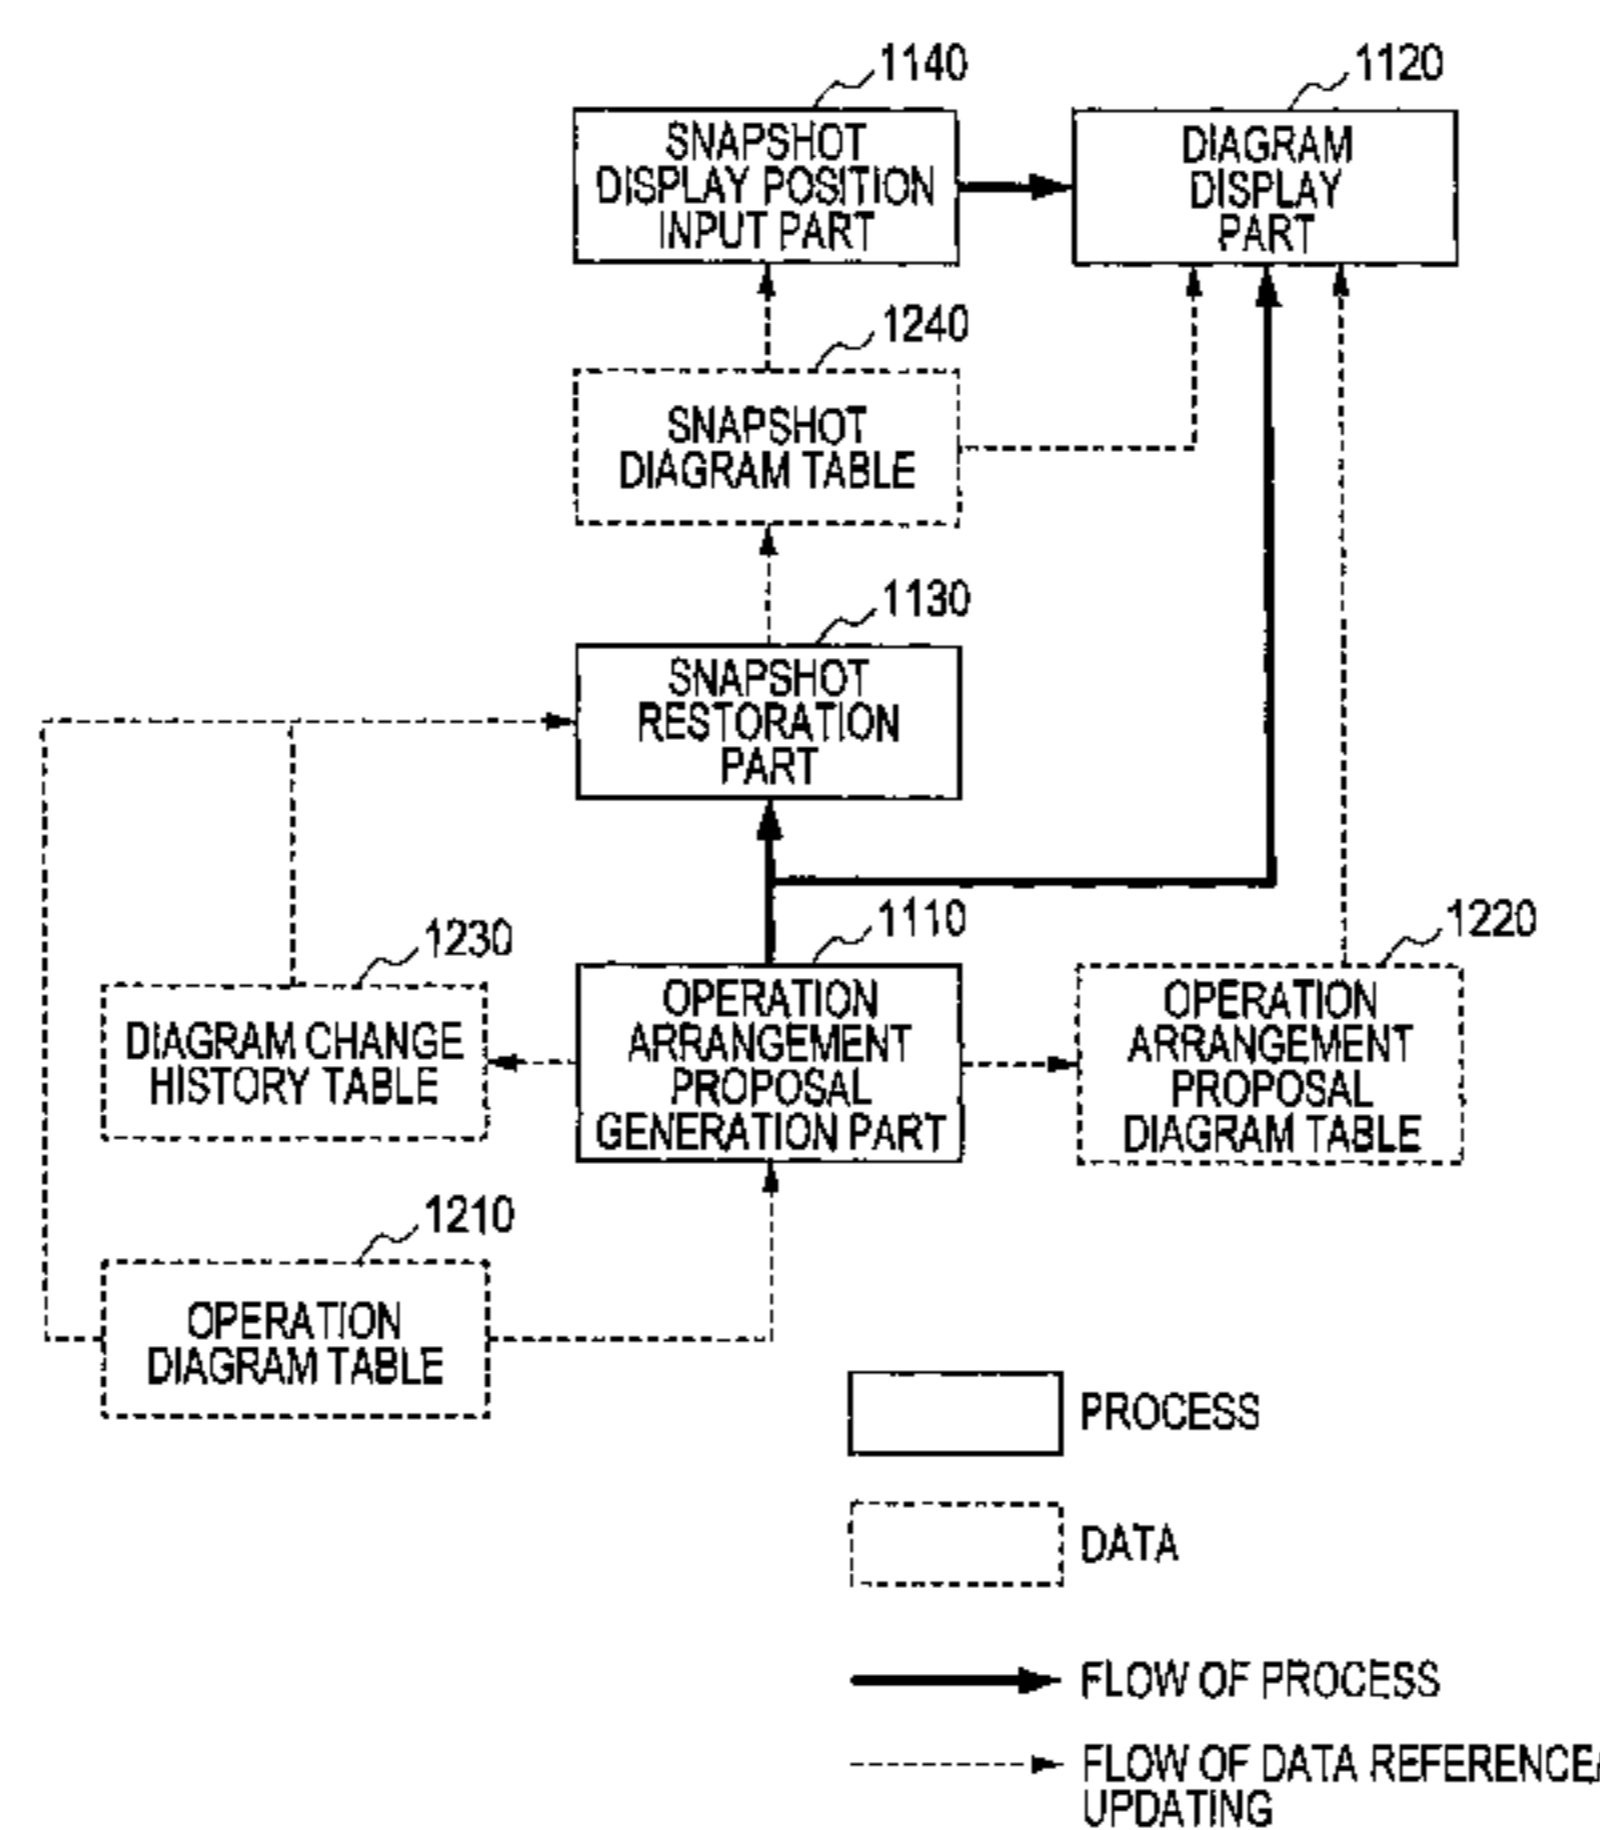 1140
SNAPSHOT
DISPLAY POSITION
INPUT PART
1120
DIAGRAM
DISPLAY
PART
1240
SNAPSHOT
DIAGRAM TABLE
1130
SNAPSHOT
RESTORATION
PART
1230
DIAGRAM CHANGE
HISTORY TABLE
1110
OPERATION
ARRANGEMENT
PROPOSAL
GENERATION PART
1220
OPERATION
ARRANGEMENT
PROPOSAL
DIAGRAM TABLE
1210
OPERATION
DIAGRAM TABLE
PROCESS
DATA
FLOW OF PROCESS
FLOW OF DATA REFERENCE/
UPDATING